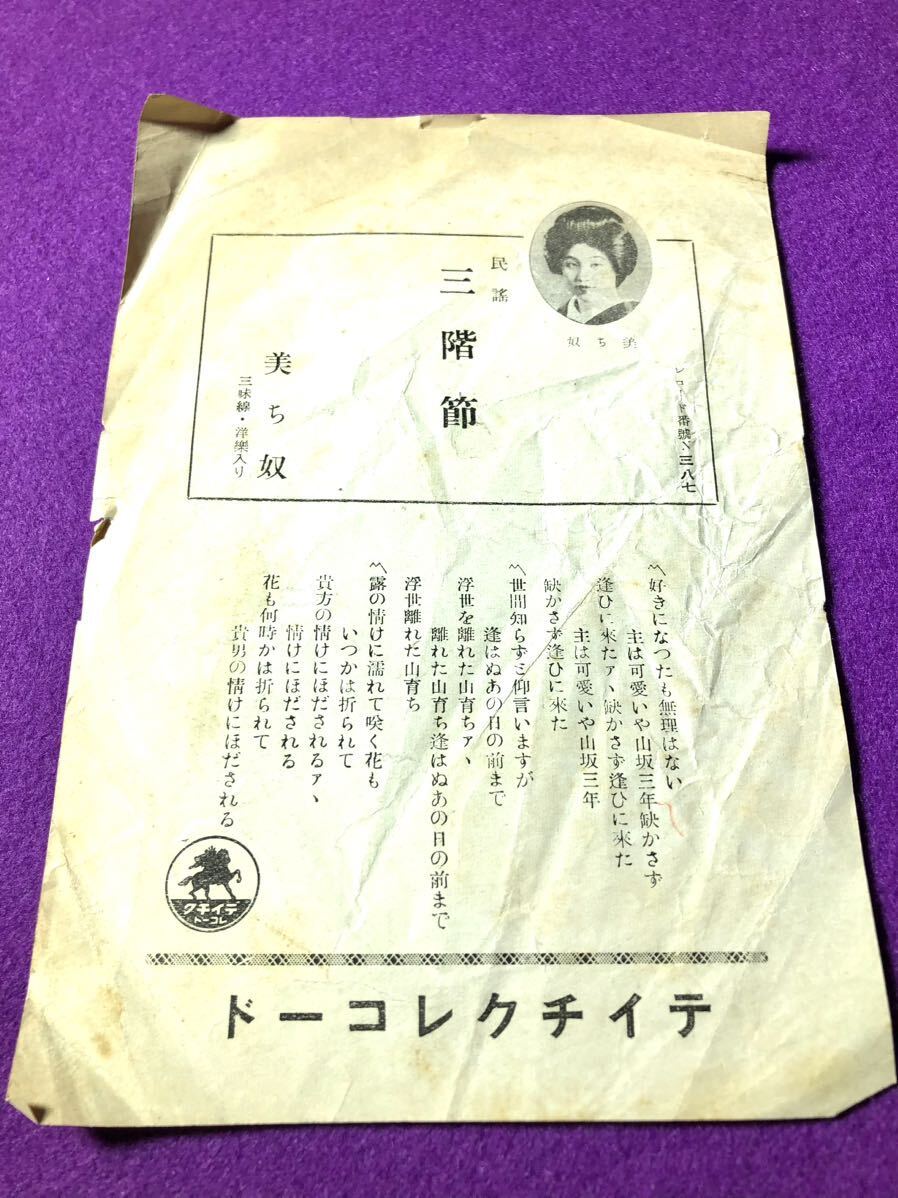 レコード番號、三八七
奴ち美
民謠
三階節
美ち奴
三味線・洋樂入り
〽好きになつたも無理はない
主は可愛いや山坂三年缺かさず
逢ひに來たァヽ缺かさず逢ひに來た
主は可愛いや山坂三年
缺かさず逢ひに來た
〽世間知らずと仰言いますが
逢はぬあの日の前まで
浮世を離れた山育ちァヽ
離れた山育ち逢はぬあの日の前まで
浮世離れた山育ち
〽露の情けに濡れて咲く花も
いつかは折られて
貴方の情けにほだされるァヽ
情けにほだされる
花も何時かは折られて
貴男の情けにほだされる
クチイテ
ドーコレ
ドーコレクチイテ